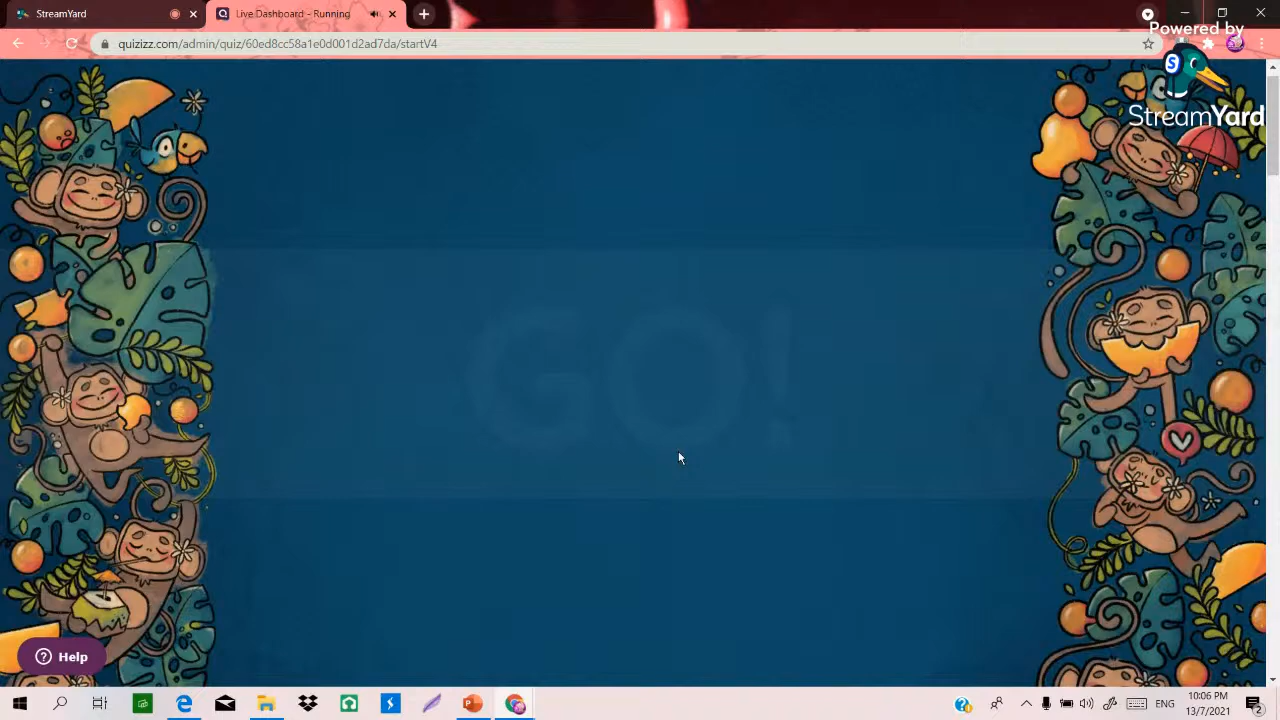 StreamYard
Live Dashboard - Running
quizizz.com/admin/quiz/60ed8cc58a1e0d001d2ad7da/startV4
Powered by
S
StreamYard
GO!
Help
ENG
10:06 PM
13/7/2021
2